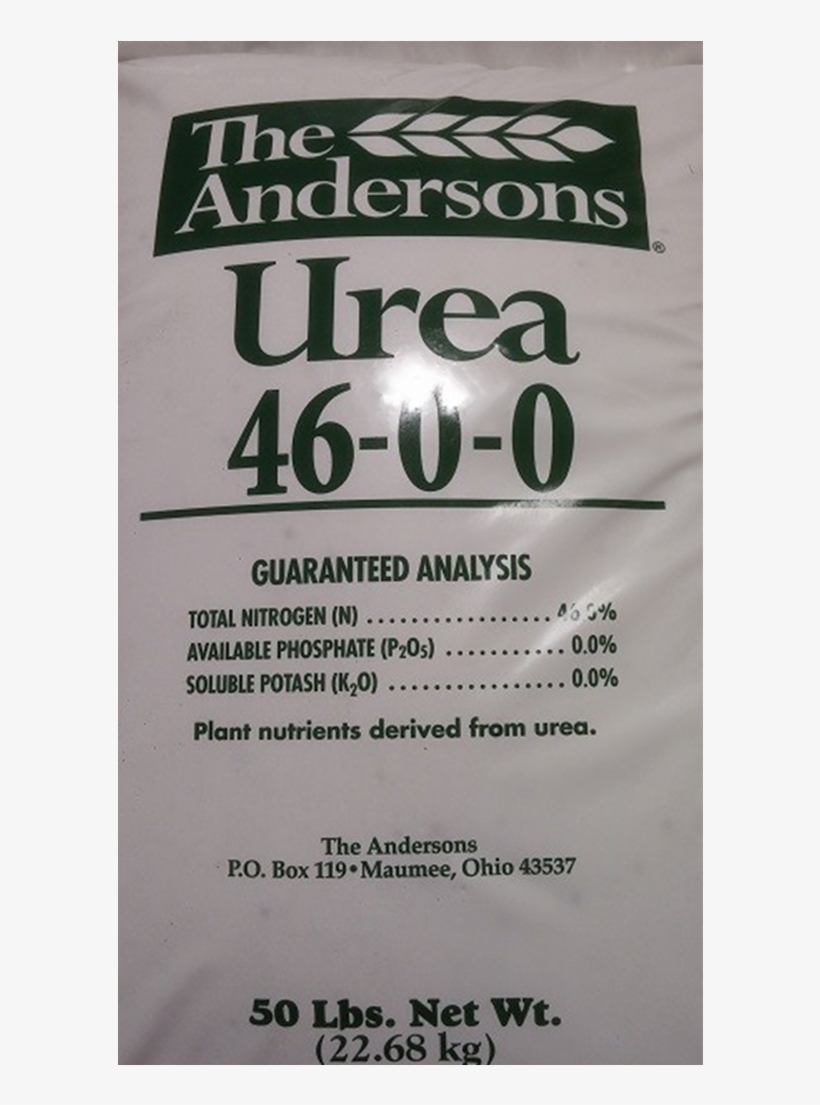 The
Andersons®
Urea
46-0-0
GUARANTEED ANALYSIS
TOTAL NITROGEN (N) ................. 46.0%
AVAILABLE PHOSPHATE (P₂O₅) ........... 0.0%
SOLUBLE POTASH (K₂O) ................ 0.0%
Plant nutrients derived from urea.
The Andersons
P.O. Box 119•Maumee, Ohio 43537
50 Lbs. Net Wt.
(22.68 kg)